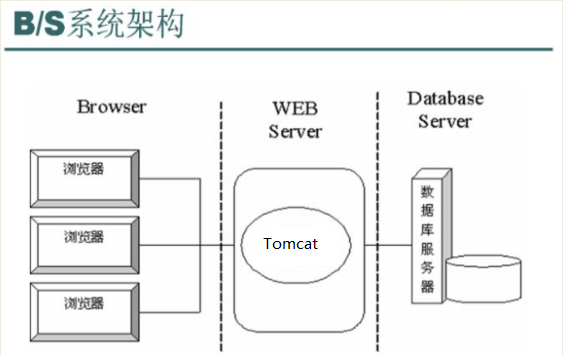 B/S系统架构
Browser
WEB
Server
Database
Server
浏览器
浏览器
浏览器
Tomcat
数据库服务器